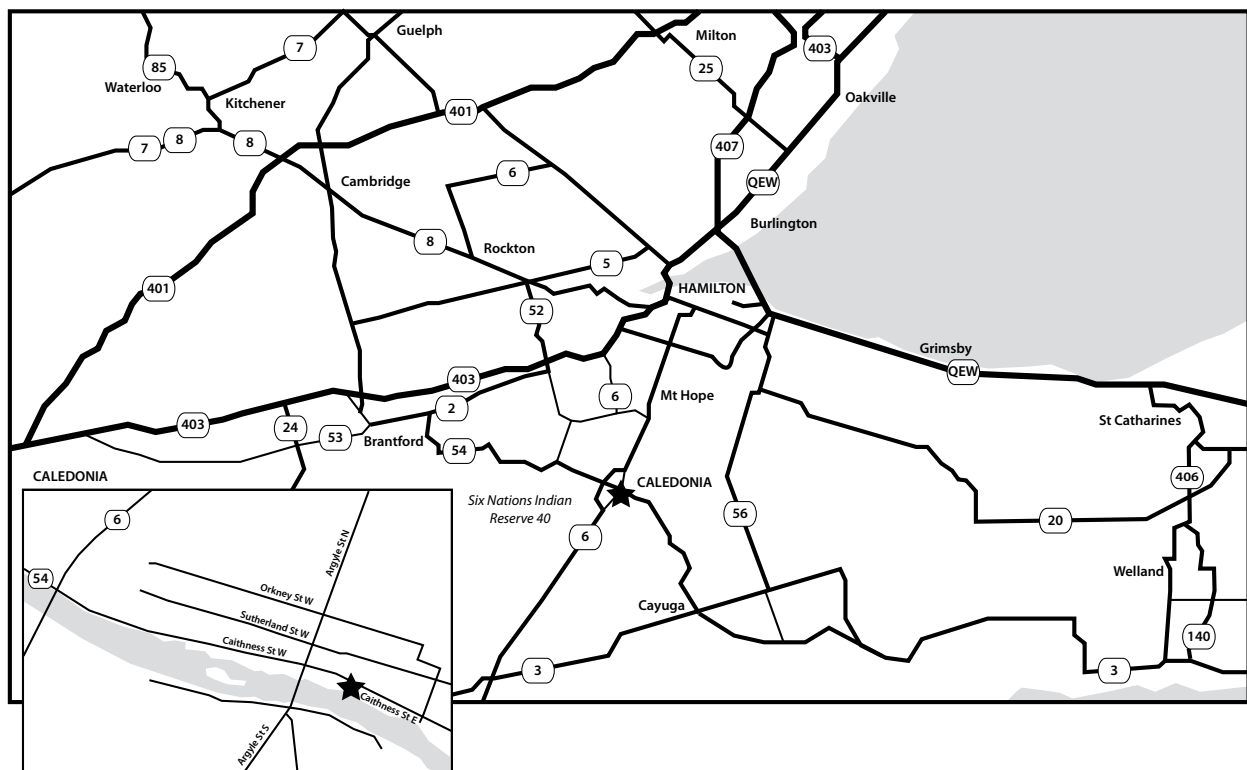 Guelph
Milton
7
403
85
25
Waterloo
Kitchener
Oakville
401
7
8
8
407
6
QEW
Cambridge
Burlington
8
Rockton
5
401
HAMILTON
52
Grimsby
QEW
403
6
Mt Hope
2
St Catharines
403
24
53
Brantford
54
CALEDONIA
406
CALEDONIA
Six Nations Indian
Reserve 40
56
20
6
Welland
Cayuga
140
3
3
6
Argyle St N
54
Orkney St W
Sutherland St W
Caithness St W
Caithness St E
Argyle St S